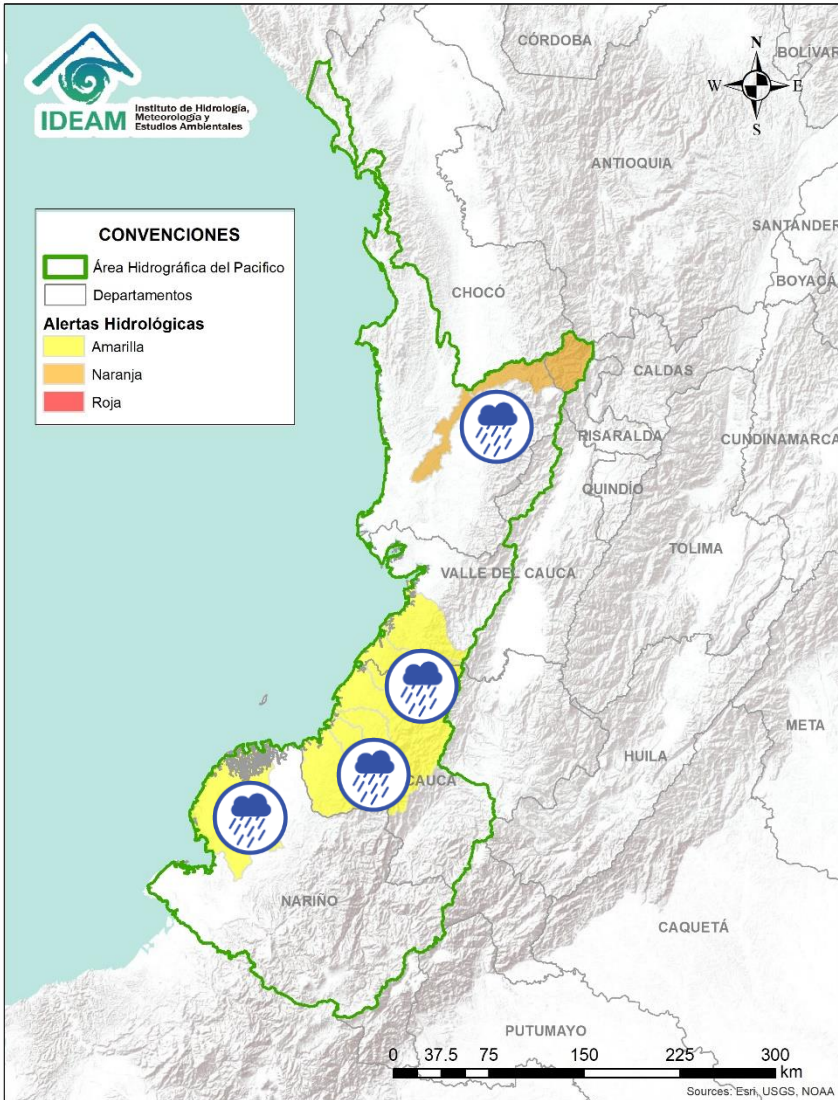 IDEAM
Instituto de Hidrología,
Meteorología y
Estudios Ambientales
N
W
E
S
CONVENCIONES
Área Hidrográfica del Pacifico
Departamentos
Alertas Hidrológicas
Amarilla
Naranja
Roja
CÓRDOBA
BOLÍVAR
ANTIOQUIA
SANTANDER
BOYACÁ
CHOCÓ
CALDAS
RISARALDA
CUNDINAMARCA
QUINDÍO
TOLIMA
VALLE DEL CAUCA
META
HUILA
CAUCA
NARIÑO
CAQUETÁ
PUTUMAYO
0 37.5 75 150 225 300
km
Sources: Esri, USGS, NOAA